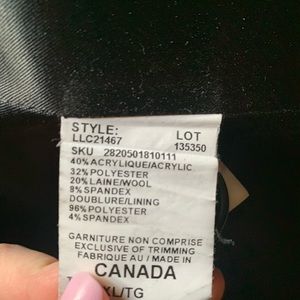 STYLE:
LLC21467 LOT
135350
SKU 2820501810111
40% ACRYLIQUE/ACRYLIC
32% POLYESTER
20% LAINE/WOOL
8% SPANDEX
DOUBLURE/LINING
96% POLYESTER
4% SPANDEX
GARNITURE NON COMPRISE
EXCLUSIVE OF TRIMMING
FABRIQUE AU / MADE IN
CANADA
XL/TG